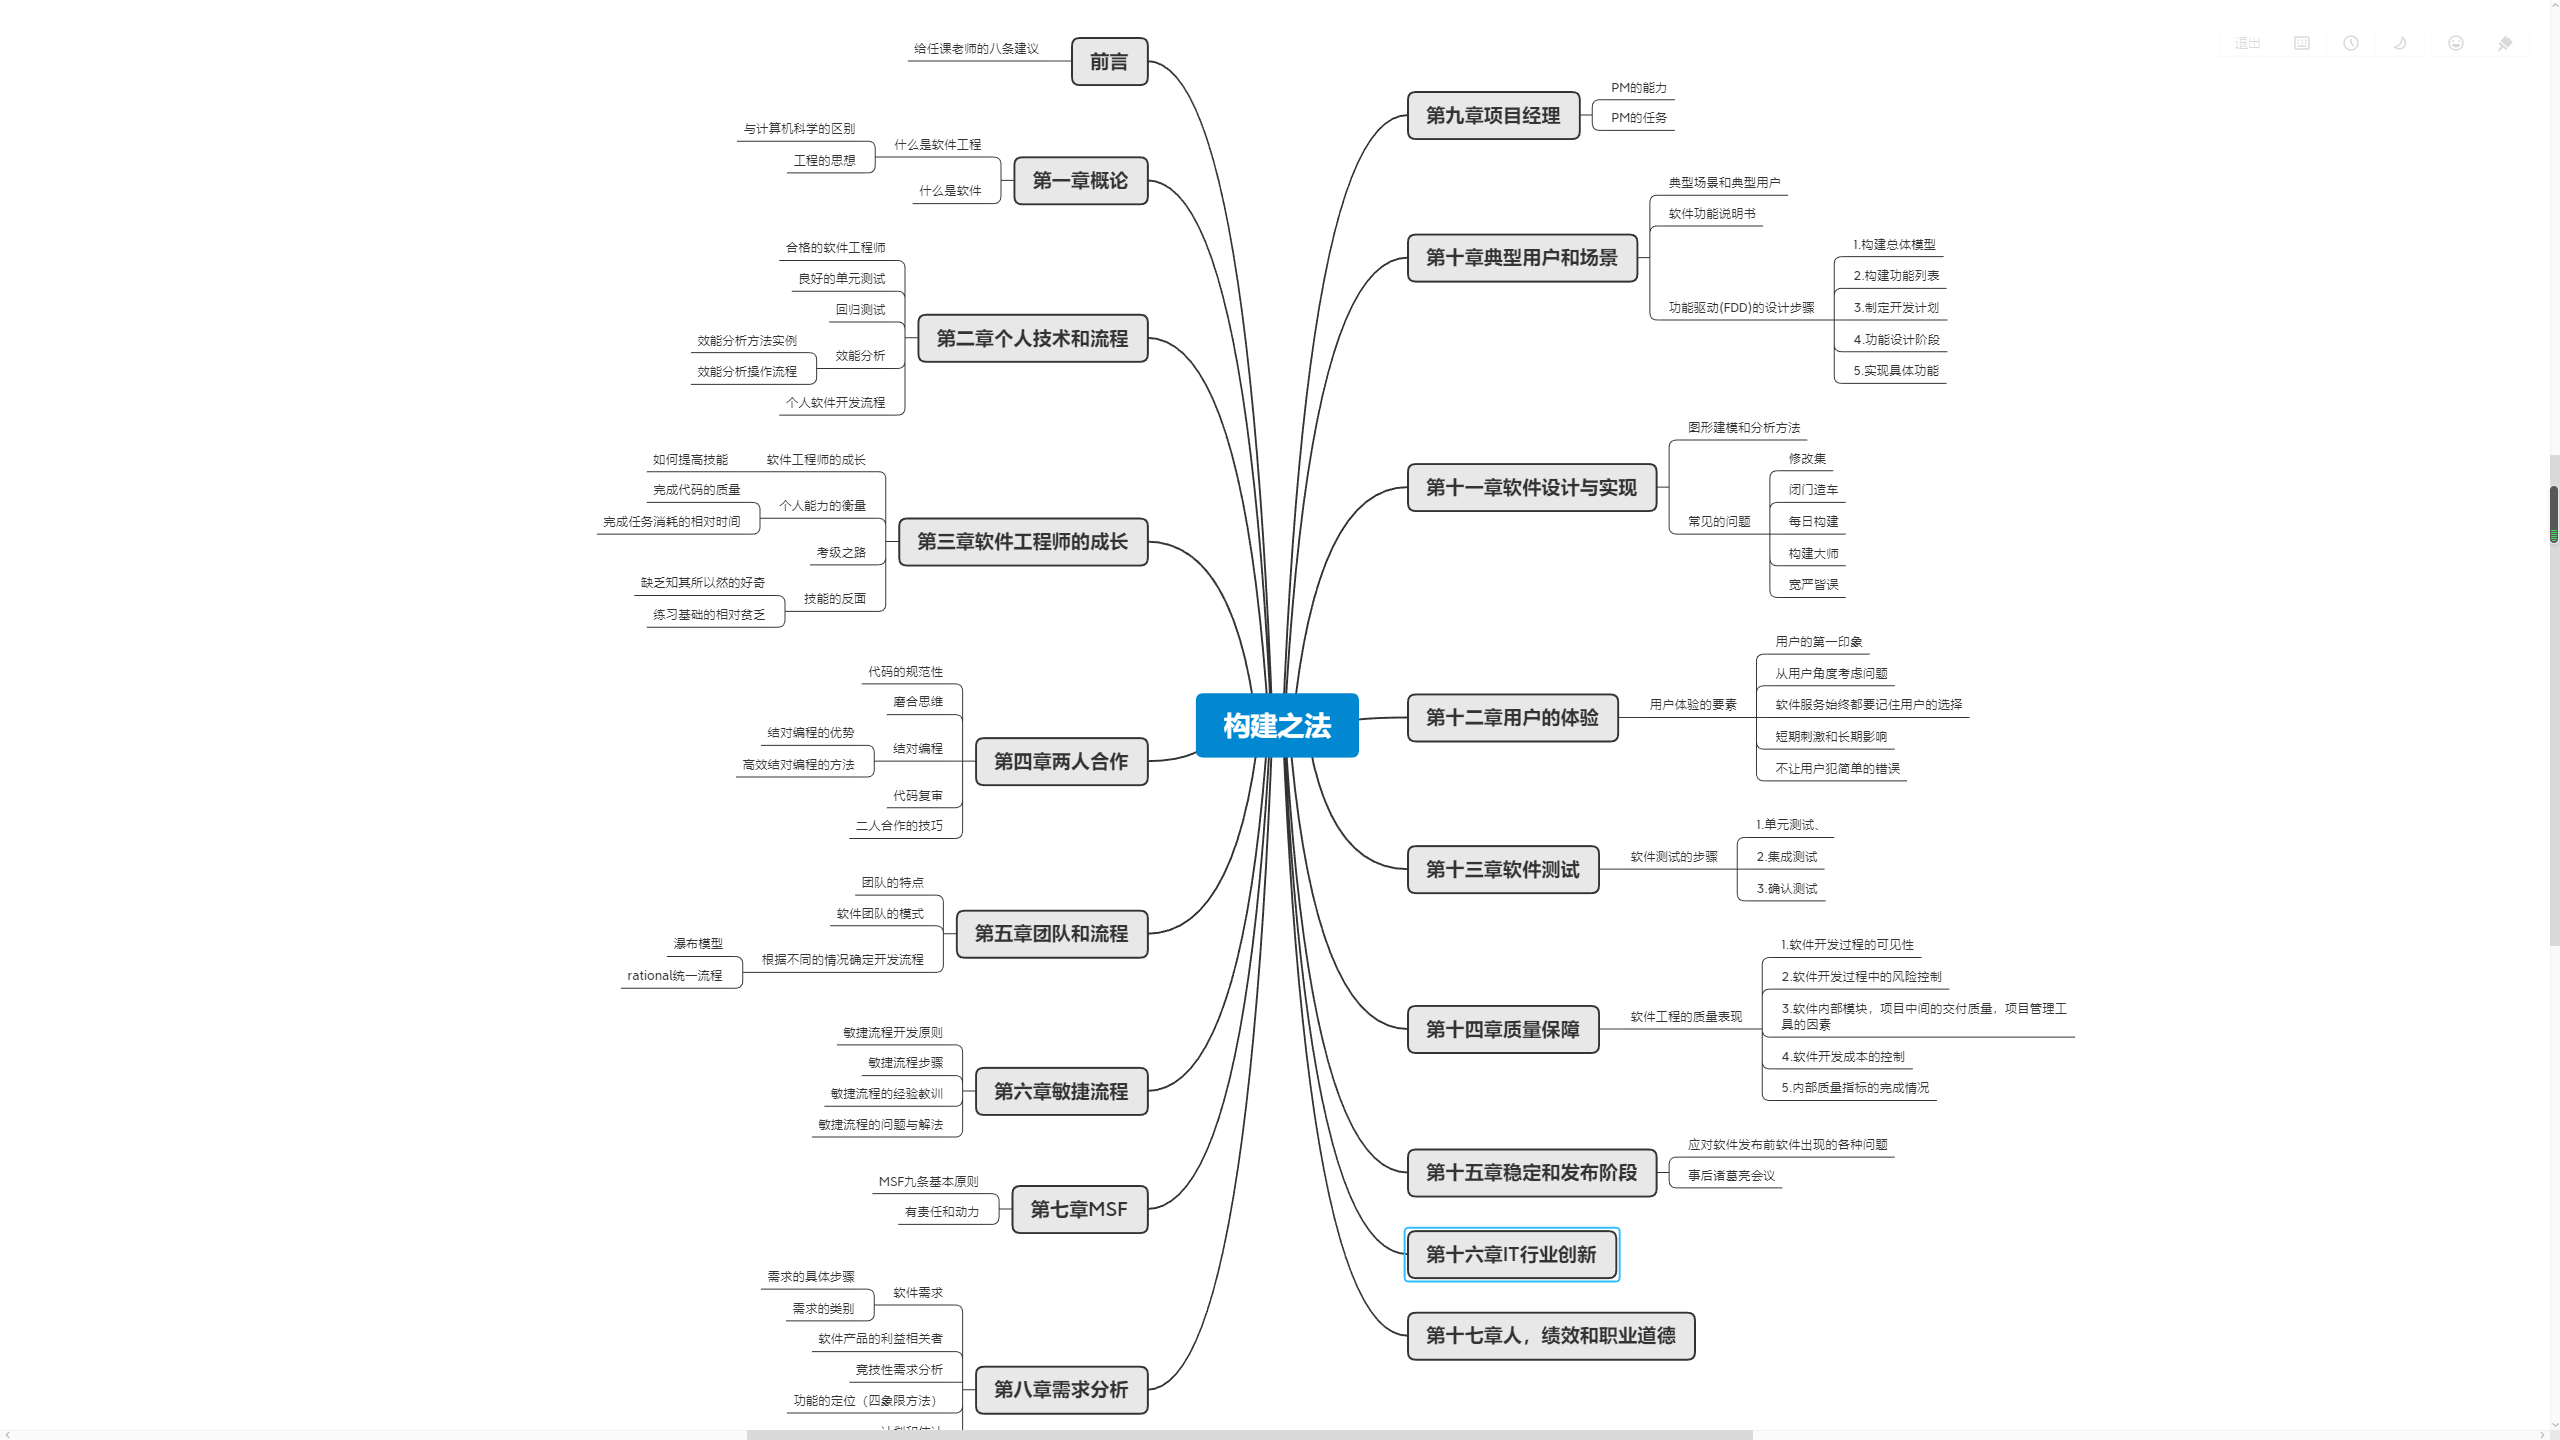 退出
构建之法
给任课老师的八条建议
前言
与计算机科学的区别
工程的思想
什么是软件工程
什么是软件
第一章概论
合格的软件工程师
良好的单元测试
回归测试
效能分析方法实例
效能分析操作流程
效能分析
个人软件开发流程
第二章个人技术和流程
如何提高技能
软件工程师的成长
完成代码的质量
完成任务消耗的相对时间
个人能力的衡量
考级之路
缺乏知其所以然的好奇
练习基础的相对贫乏
技能的反面
第三章软件工程师的成长
代码的规范性
磨合思维
结对编程的优势
高效结对编程的方法
结对编程
代码复审
二人合作的技巧
第四章两人合作
团队的特点
软件团队的模式
瀑布模型
rational统一流程
根据不同的情况确定开发流程
第五章团队和流程
敏捷流程开发原则
敏捷流程步骤
敏捷流程的经验教训
敏捷流程的问题与解法
第六章敏捷流程
MSF九条基本原则
有责任和动力
第七章MSF
需求的具体步骤
需求的类别
软件需求
软件产品的利益相关者
竞技性需求分析
功能的定位（四象限方法）
第八章需求分析
第九章项目经理
PM的能力
PM的任务
第十章典型用户和场景
典型场景和典型用户
软件功能说明书
功能驱动(FDD)的设计步骤
1.构建总体模型
2.构建功能列表
3.制定开发计划
4.功能设计阶段
5.实现具体功能
第十一章软件设计与实现
图形建模和分析方法
常见的问题
修改集
闭门造车
每日构建
构建大师
宽严皆误
第十二章用户的体验
用户体验的要素
用户的第一印象
从用户角度考虑问题
软件服务始终都要记住用户的选择
短期刺激和长期影响
不让用户犯简单的错误
第十三章软件测试
软件测试的步骤
1.单元测试、
2.集成测试
3.确认测试
第十四章质量保障
软件工程的质量表现
1.软件开发过程的可见性
2.软件开发过程中的风险控制
3.软件内部模块，项目中间的交付质量，项目管理工
具的因素
4.软件开发成本的控制
5.内部质量指标的完成情况
第十五章稳定和发布阶段
应对软件发布前软件出现的各种问题
事后诸葛亮会议
第十六章IT行业创新
第十七章人，绩效和职业道德